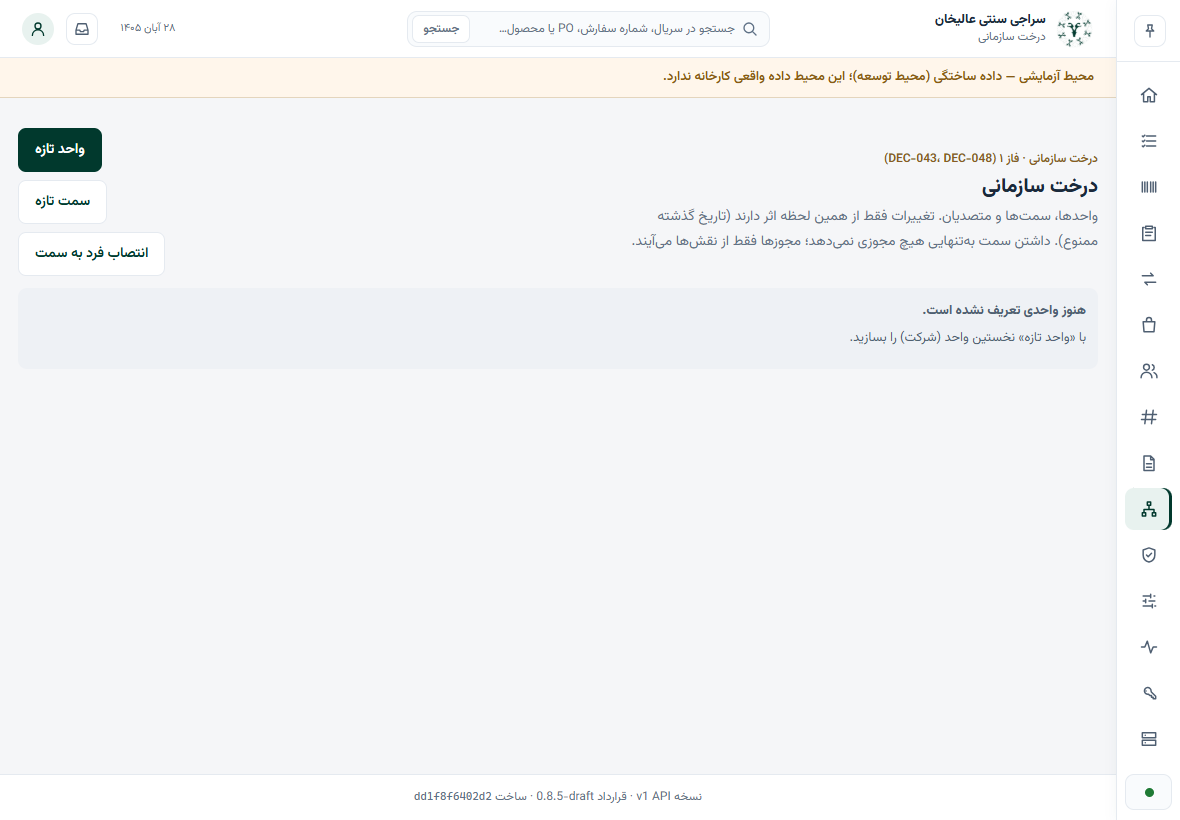 سراجی سنتی عالیخان
درخت سازمانی
جستجو در سریال، شماره سفارش، PO یا محصول...
جستجو
۲۸ آبان ۱۴۰۵
محیط آزمایشی – داده ساختگی (محیط توسعه)؛ این محیط داده واقعی کارخانه ندارد.
درخت سازمانی · فاز ۱ (DEC-043، DEC-048)
درخت سازمانی
واحدها، سمت‌ها و متصدیان. تغییرات فقط از همین لحظه اثر دارند (تاریخ گذشته
ممنوع). داشتن سمت به‌تنهایی هیچ مجوزی نمی‌دهد؛ مجوزها فقط از نقش‌ها می‌آیند.
واحد تازه
سمت تازه
انتصاب فرد به سمت
هنوز واحدی تعریف نشده است.
با «واحد تازه» نخستین واحد (شرکت) را بسازید.
نسخه v1 API · قرارداد 0.8.5-draft · ساخت dd1f8f6402d2